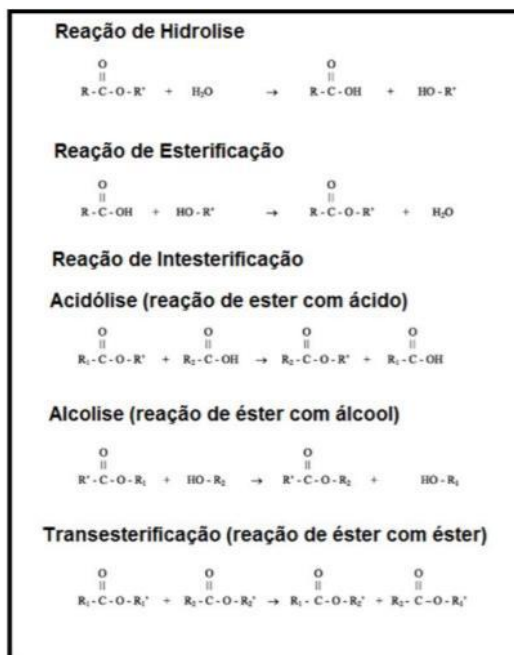 Reação de Hidrolise
O O
|| ||
R - C - O - R' + H₂O → R - C - OH + HO - R'
Reação de Esterificação
O O
|| ||
R - C - OH + HO - R' → R - C - O - R' + H₂O
Reação de Intesterificação
Acidólise (reação de ester com ácido)
O O O O
|| || || ||
R₁ - C - O - R' + R₂ - C - OH → R₂ - C - O - R' + R₁ - C - OH
Alcolise (reação de éster com álcool)
O O
|| ||
R' - C - O - R₁ + HO - R₂ → R' - C - O - R₂ + HO - R₁
Transesterificação (reação de éster com éster)
O O O O
|| || || ||
R₁ - C - O - R₁' + R₂ - C - O - R₂' → R₁ - C - O - R₂' + R₂ - C - O - R₁'